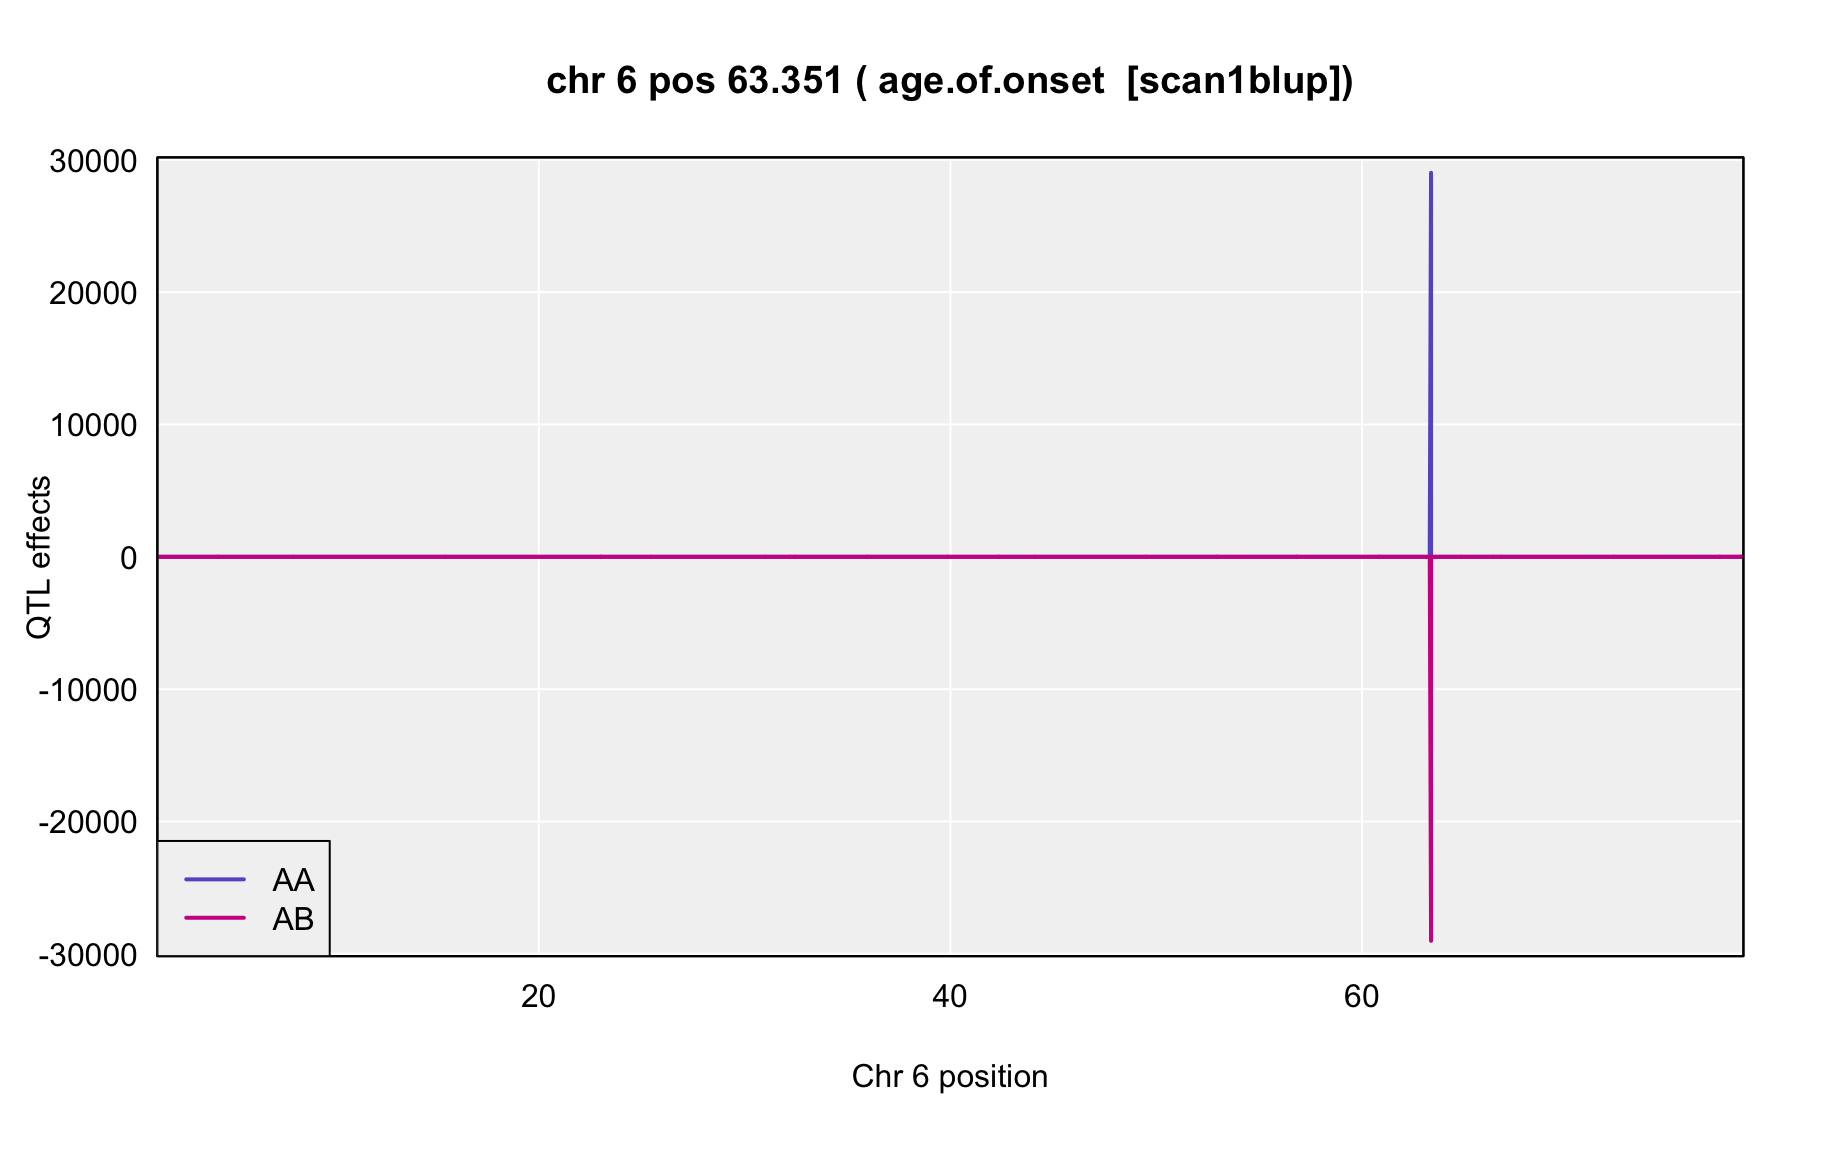 chr 6 pos 63.351 ( age.of.onset  [scan1blup])
30000
20000
10000
0
-10000
-20000
-30000
QTL effects
AA
AB
20 40 60
Chr 6 position